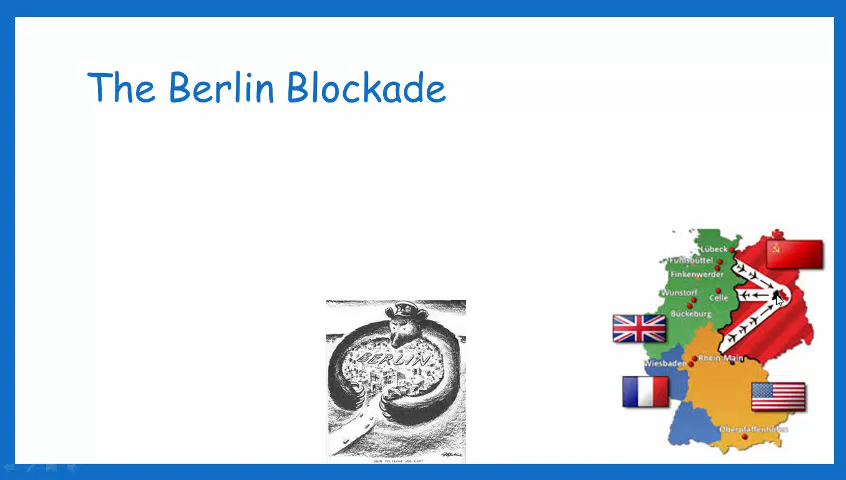 The Berlin Blockade
BERLIN
Lübeck
Fuhlsbüttel
Finkenwerder
Wunstorf
Celle
Bückeburg
Rhein-Main
Wiesbaden
Oberpfaffenhofen